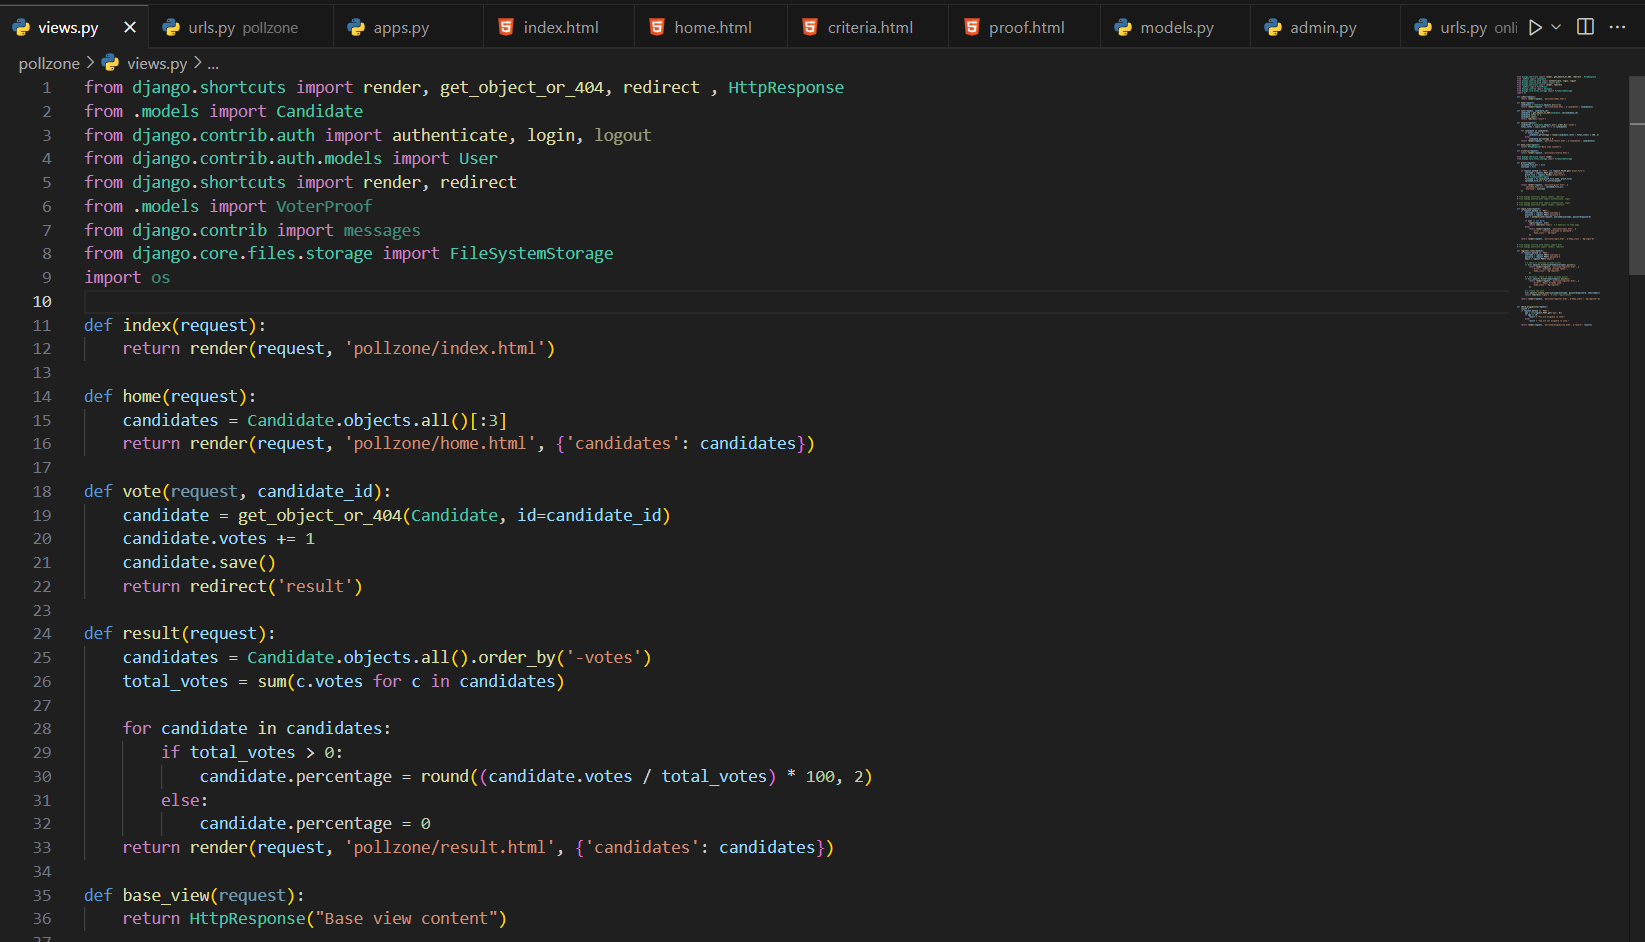 views.py
urls.py pollzone
apps.py
index.html
home.html
criteria.html
proof.html
models.py
admin.py
urls.py onli
pollzone > views.py > ...
1 from django.shortcuts import render, get_object_or_404, redirect , HttpResponse
2 from .models import Candidate
3 from django.contrib.auth import authenticate, login, logout
4 from django.contrib.auth.models import User
5 from django.shortcuts import render, redirect
6 from .models import VoterProof
7 from django.contrib import messages
8 from django.core.files.storage import FileSystemStorage
9 import os
10
11 def index(request):
12     return render(request, 'pollzone/index.html')
13
14 def home(request):
15     candidates = Candidate.objects.all()[:3]
16     return render(request, 'pollzone/home.html', {'candidates': candidates})
17
18 def vote(request, candidate_id):
19     candidate = get_object_or_404(Candidate, id=candidate_id)
20     candidate.votes += 1
21     candidate.save()
22     return redirect('result')
23
24 def result(request):
25     candidates = Candidate.objects.all().order_by('-votes')
26     total_votes = sum(c.votes for c in candidates)
27
28     for candidate in candidates:
29         if total_votes > 0:
30             candidate.percentage = round((candidate.votes / total_votes) * 100, 2)
31         else:
32             candidate.percentage = 0
33     return render(request, 'pollzone/result.html', {'candidates': candidates})
34
35 def base_view(request):
36     return HttpResponse("Base view content")
37